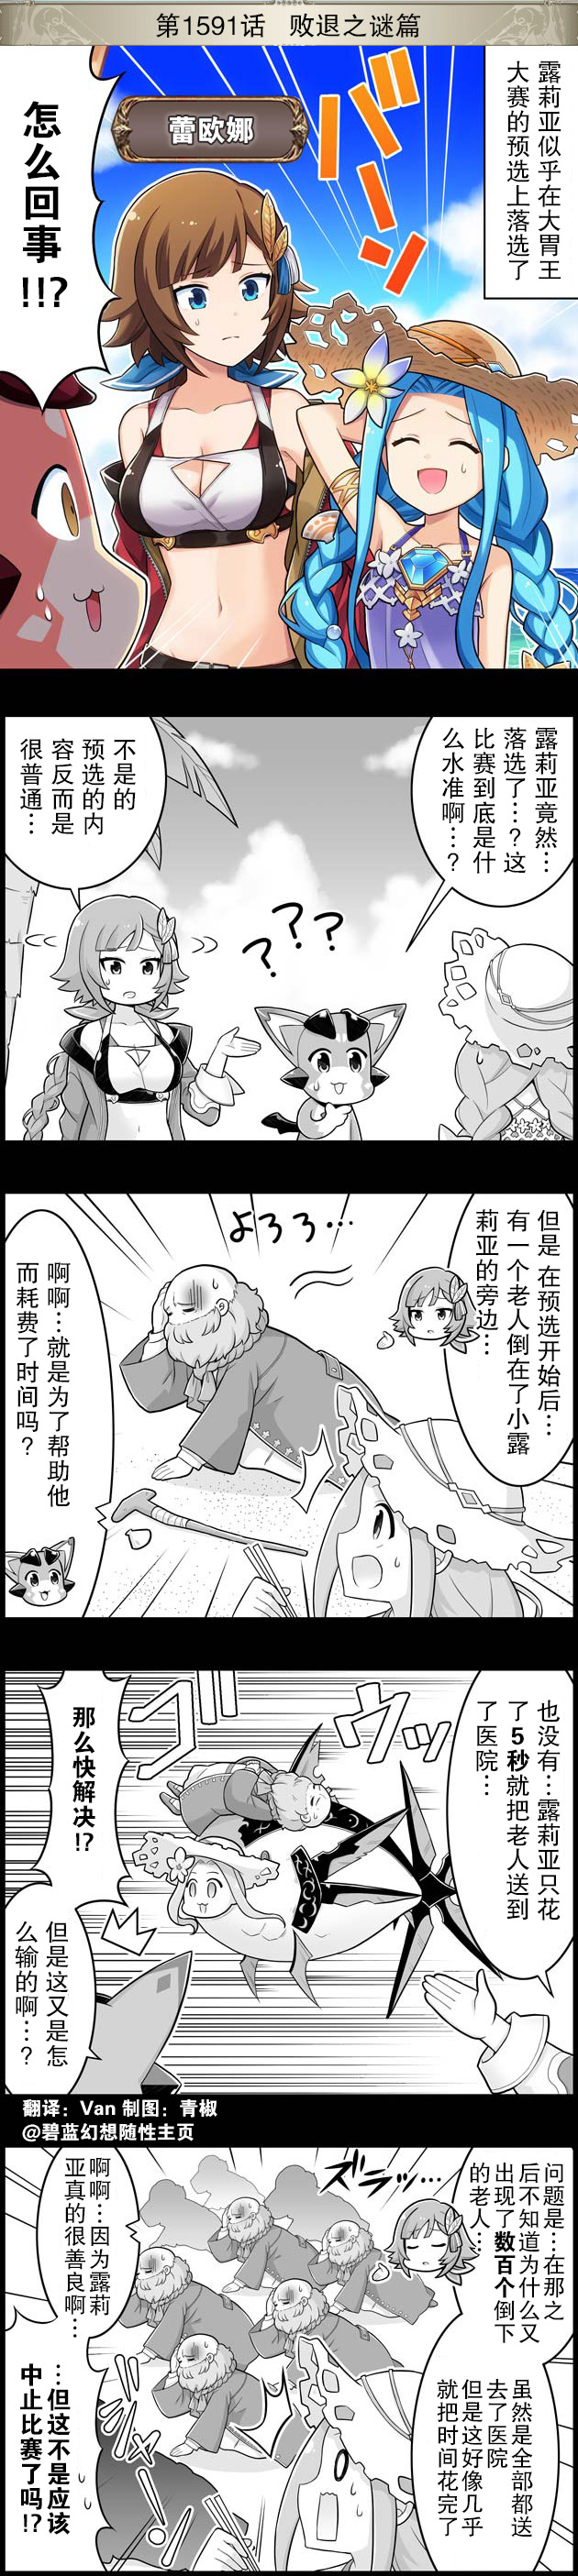 第1591话 败退之谜篇
露莉亚似乎在大胃王
大赛的预选上落选了
バーン
蕾欧娜
怎么回事
!!?
露莉亚竟然…
落选了…?这
比赛到底是什
么水准啊…?
不是的
预选的内
容反而是
很普通…
???
但是 在预选开始后…
有一个老人倒在了小露
莉亚的旁边…
よろろ…
啊啊…就是为了帮助他
而耗费了时间吗?
也没有…露莉亚只花
了5秒就把老人送到
了医院…
ゴウッ
那么快解决!?
但是这又是怎
么输的啊…?
翻译：Van 制图：青椒
@碧蓝幻想随性主页
问题是…在那之
后不知道为什么又
出现了数百个倒下
的老人…
ズラッ…
虽然是全部都送
去了医院
但是这好像几乎
就把时间花完了
啊啊…因为露莉
亚真的很善良啊…
…但这不是应该
中止比赛了吗!?